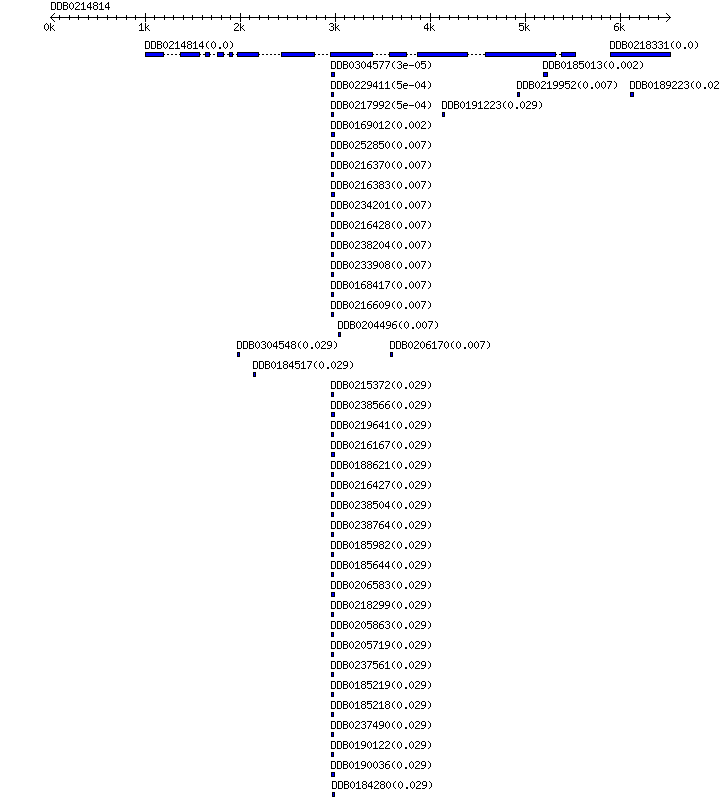 DDB0214814
0k 1k 2k 3k 4k 5k 6k
DDB0214814(0.0) DDB0218331(0.0)
DDB0304577(3e-05) DDB0185013(0.002)
DDB0229411(5e-04) DDB0219952(0.007) DDB0189223(0.02
DDB0217992(5e-04) DDB0191223(0.029)
DDB0169012(0.002)
DDB0252850(0.007)
DDB0216370(0.007)
DDB0216383(0.007)
DDB0234201(0.007)
DDB0216428(0.007)
DDB0238204(0.007)
DDB0233908(0.007)
DDB0168417(0.007)
DDB0216609(0.007)
DDB0204496(0.007)
DDB0304548(0.029) DDB0206170(0.007)
DDB0184517(0.029)
DDB0215372(0.029)
DDB0238566(0.029)
DDB0219641(0.029)
DDB0216167(0.029)
DDB0188621(0.029)
DDB0216427(0.029)
DDB0238504(0.029)
DDB0238764(0.029)
DDB0185982(0.029)
DDB0185644(0.029)
DDB0206583(0.029)
DDB0218299(0.029)
DDB0205863(0.029)
DDB0205719(0.029)
DDB0237561(0.029)
DDB0185219(0.029)
DDB0185218(0.029)
DDB0237490(0.029)
DDB0190122(0.029)
DDB0190036(0.029)
DDB0184280(0.029)